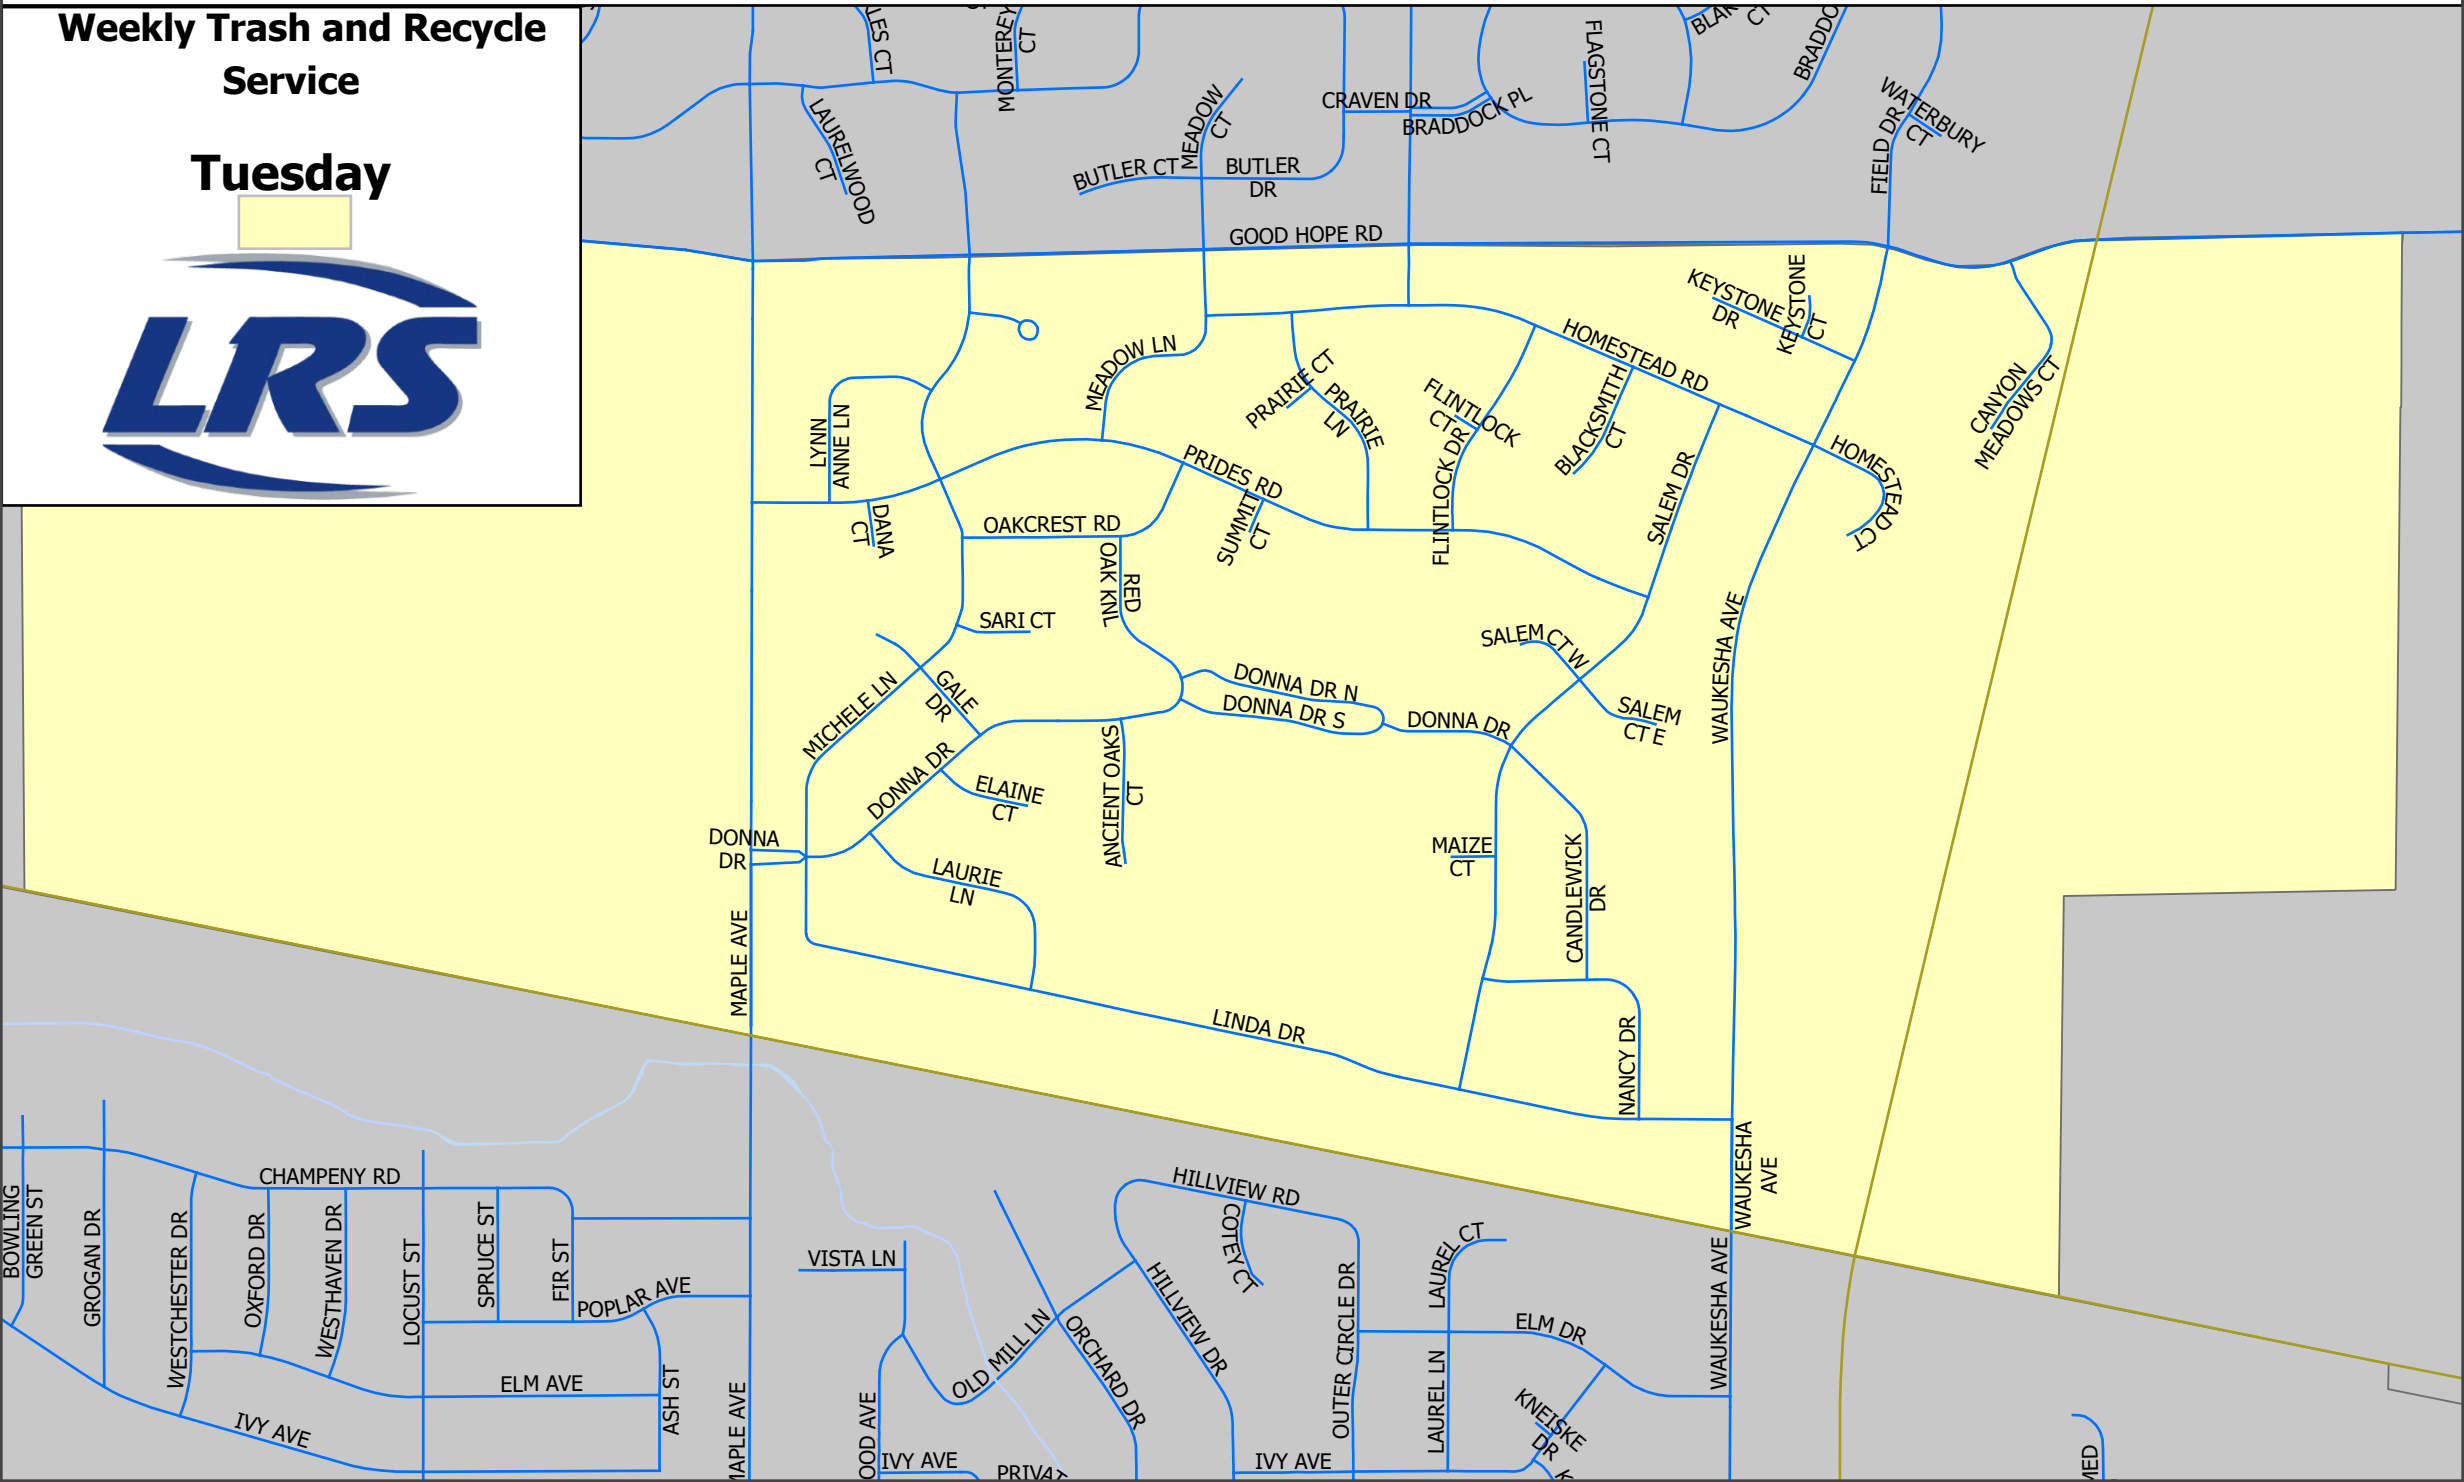 Weekly Trash and Recycle
Service
Tuesday
LRS
MONTEREY
CT
LAURELWOOD
CT
MEADOW
CT
BUTLER CT
BUTLER
DR
CRAVEN DR
BRADDOCK PL
FLAGSTONE CT
CT
WATERBURY
CT
FIELD DR
GOOD HOPE RD
KEYSTONE
DR
KEYSTONE
CT
HOMESTEAD RD
CANYON
MEADOWS CT
MEADOW LN
PRAIRIE CT
PRAIRIE
LN
FLINTLOCK
CT
FLINTLOCK DR
BLACKSMITH
CT
LYNN
ANNE LN
PRIDES RD
SUMMIT
CT
SALEM DR
HOMESTEAD CT
DANA
CT
OAKCREST RD
RED
OAK KNL
SARI CT
SALEM CT W
SALEM
CT E
WAUKESHA AVE
MICHELE LN
GALE
DR
DONNA DR N
DONNA DR S
DONNA DR
DONNA DR
ELAINE
CT
ANCIENT OAKS
CT
DONNA
DR
LAURIE
LN
MAIZE
CT
CANDLEWICK
DR
MAPLE AVE
LINDA DR
NANCY DR
WAUKESHA
AVE
CHAMPENY RD
BOWLING
GREEN ST
GROGAN DR
WESTCHESTER DR
OXFORD DR
WESTHAVEN DR
LOCUST ST
SPRUCE ST
FIR ST
POPLAR AVE
ELM AVE
ASH ST
IVY AVE
MAPLE AVE
VISTA LN
OLD MILL LN
ORCHARD DR
HILLVIEW RD
COTEY CT
HILLVIEW DR
OUTER CIRCLE DR
LAUREL CT
LAUREL LN
ELM DR
KNEISKE
DR
WAUKESHA AVE
IVY AVE
IVY AVE